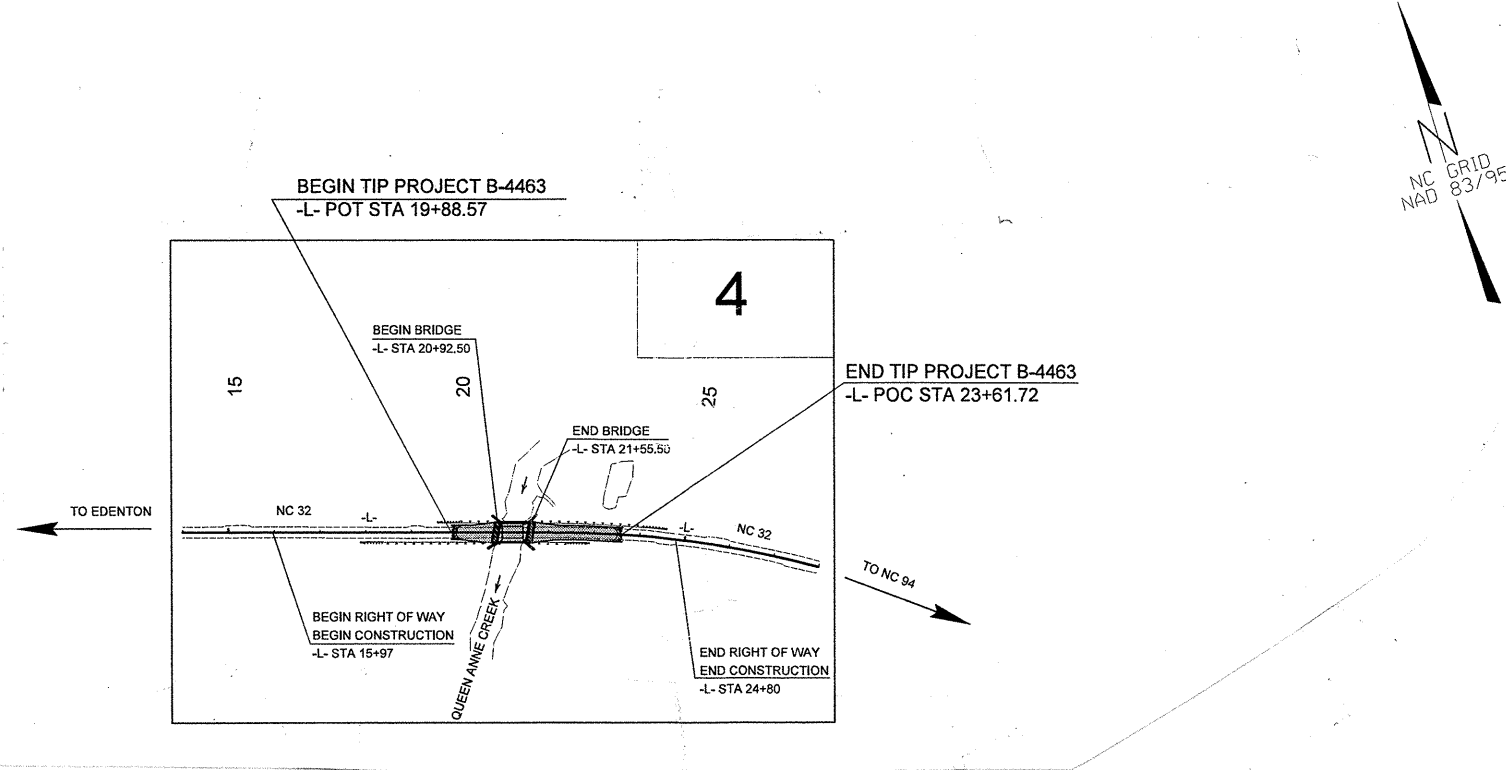 BEGIN TIP PROJECT B-4463
-L- POT STA 19+88.57
N
NC GRID
NAD 83/95
4
BEGIN BRIDGE
-L- STA 20+92.50
15
20
25
END TIP PROJECT B-4463
-L- POC STA 23+61.72
END BRIDGE
-L- STA 21+55.50
TO EDENTON
NC 32
-L-
-L-
NC 32
TO NC 94
BEGIN RIGHT OF WAY
BEGIN CONSTRUCTION
-L- STA 15+97
QUEEN ANNE CREEK
END RIGHT OF WAY
END CONSTRUCTION
-L- STA 24+80